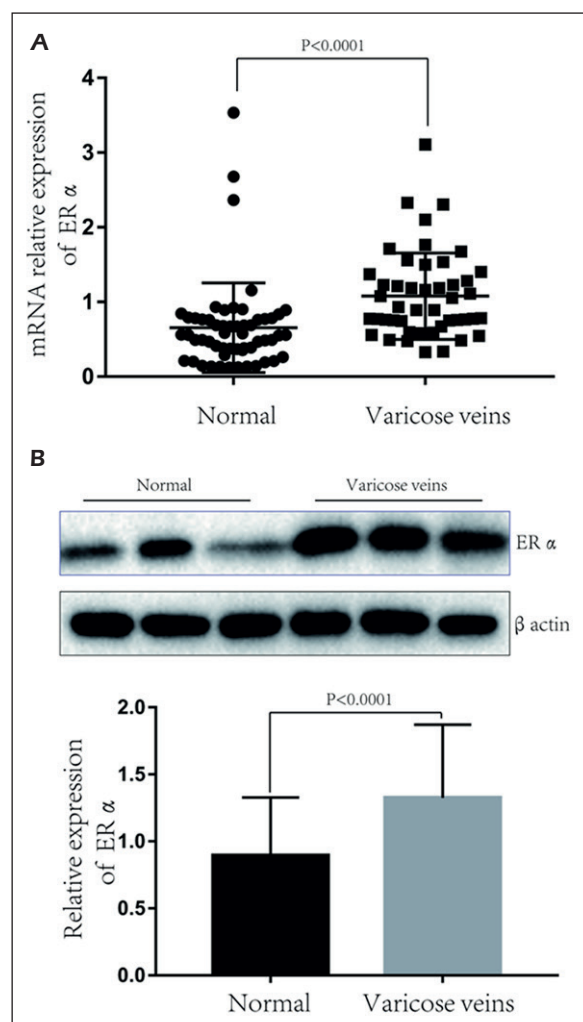 A
P<0.0001
mRNA relative expression
of ER α
4
3
2
1
0
Normal
Varicose veins
B
Normal
Varicose veins
ER α
β actin
P<0.0001
Relative expression
of ER α
2.0
1.5
1.0
0.5
0.0
Normal
Varicose veins